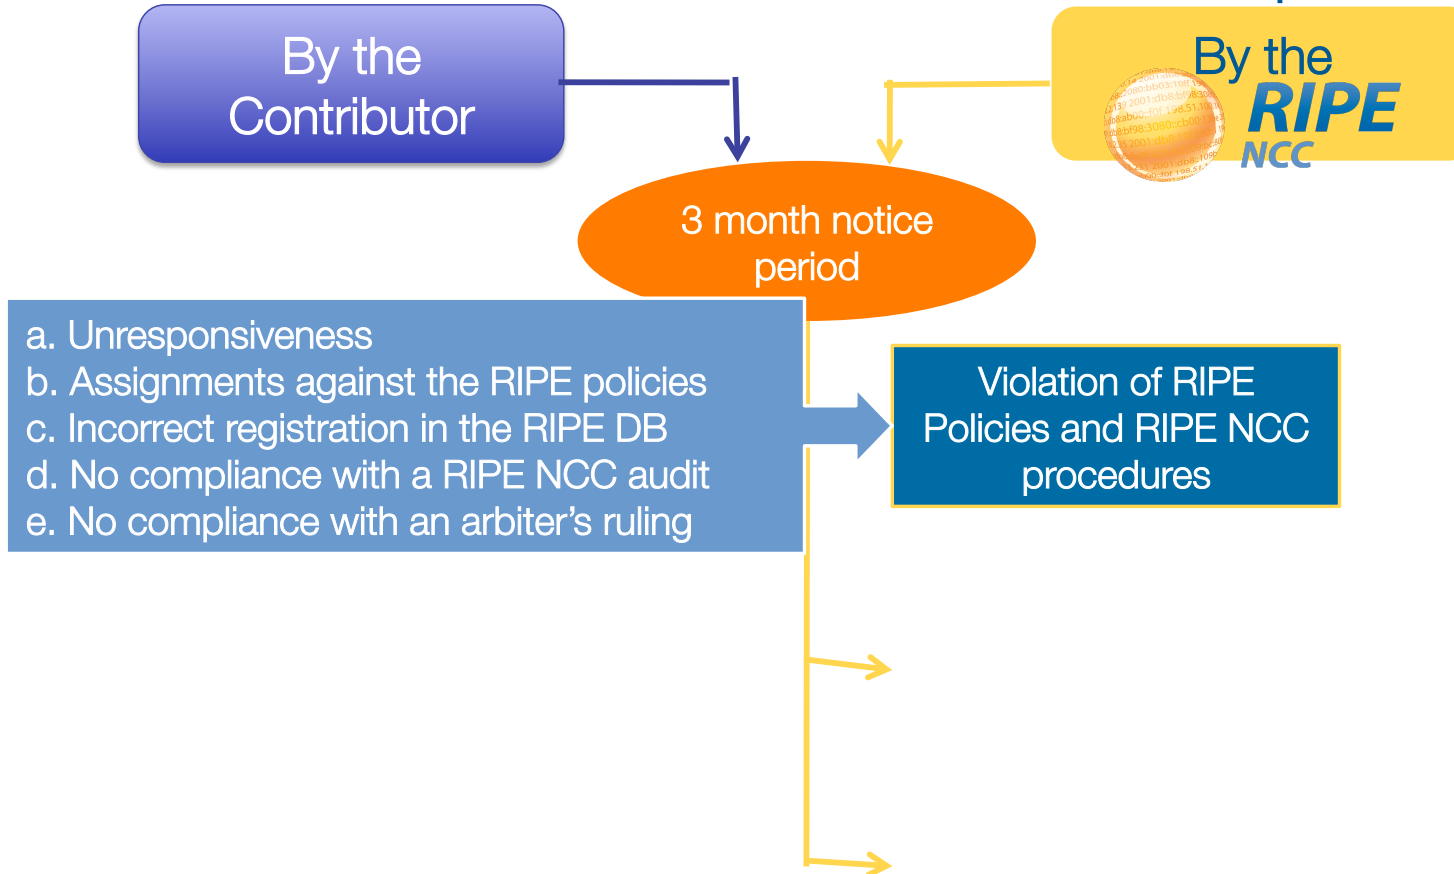 By the
Contributor
By the
RIPE
NCC
3 month notice
period
a. Unresponsiveness
b. Assignments against the RIPE policies
c. Incorrect registration in the RIPE DB
d. No compliance with a RIPE NCC audit
e. No compliance with an arbiter’s ruling
Violation of RIPE
Policies and RIPE NCC
procedures